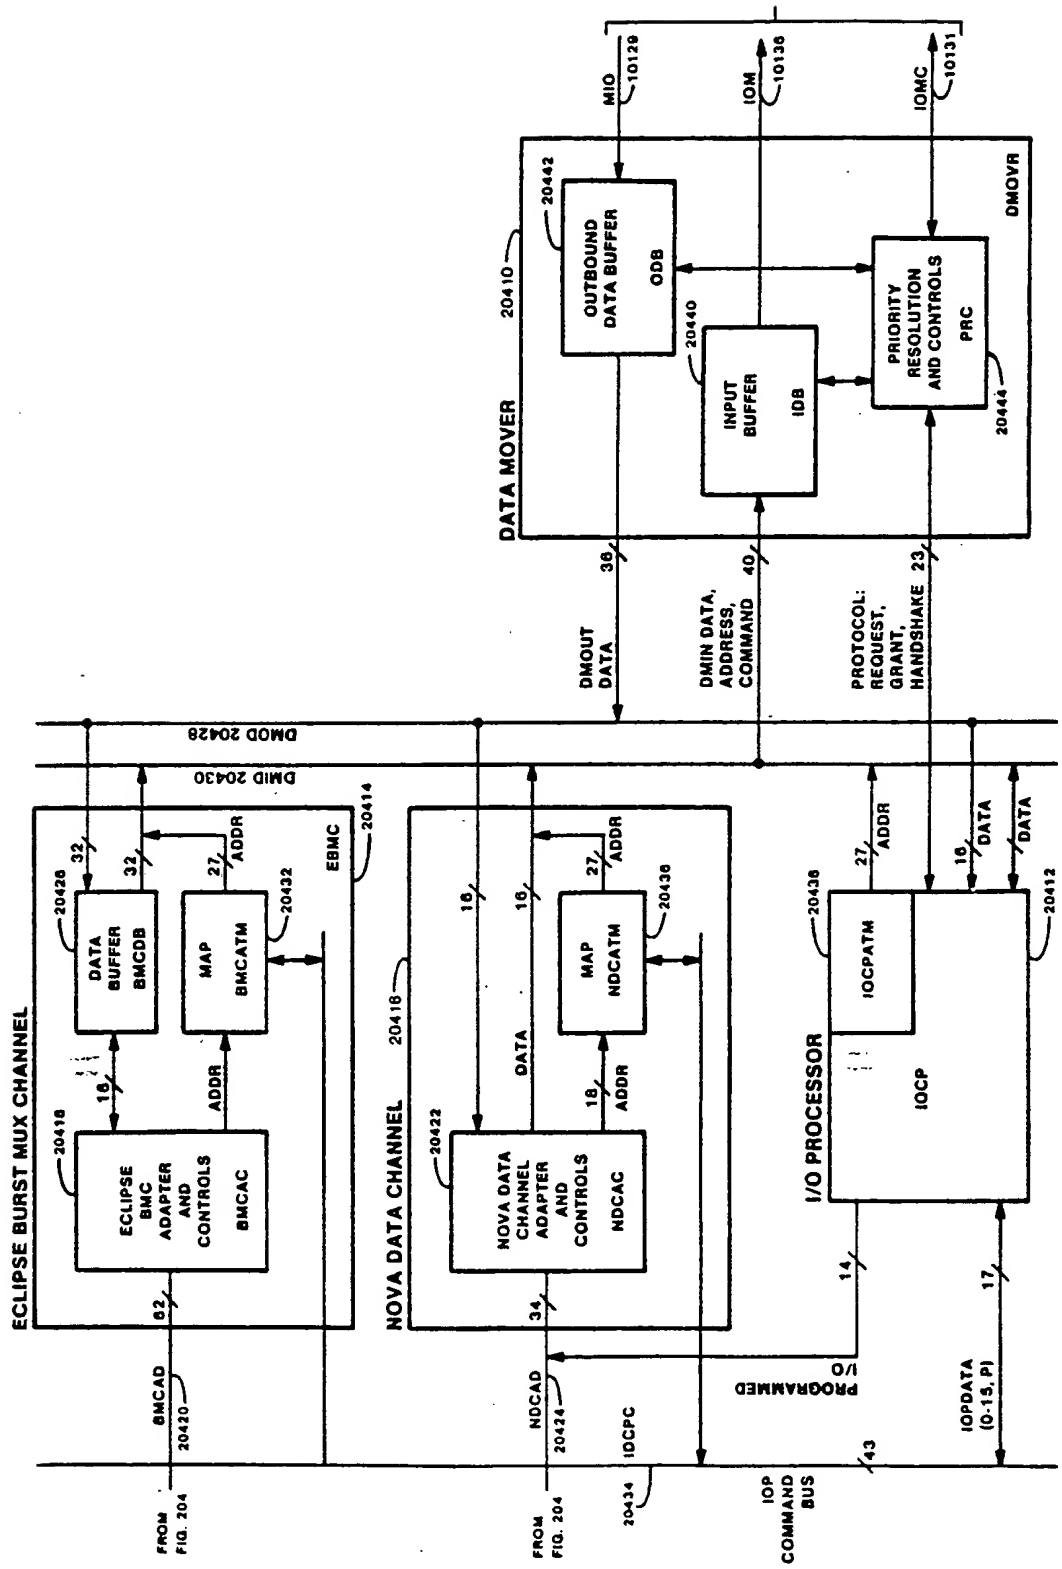 ECLIPSE BURST MUX CHANNEL
FROM
FIG. 204
BMCAD
20420
62
20418
ECLIPSE
BMC
ADAPTER
AND
CONTROLS
BMCAC
16
ADDR
20426
DATA
BUFFER
BMCDB
MAP
BMCATM
20432
32
32
27
ADDR
EBMC
20414
DMID 20430
DMOD 20428
NOVA DATA CHANNEL
20416
FROM
FIG. 204
NDCAD
20424
34
20422
NOVA DATA
CHANNEL
ADAPTER
AND
CONTROLS
NDCAC
DATA
18
ADDR
MAP
NDCATM
20436
16
16
27
ADDR
20434
IOCPC
PROGRAMMED
I/O
IOP
COMMAND
BUS
43
IOPDATA
(0-15, P)
14
17
I/O PROCESSOR
IOCP
IOCPATM
20436
27
ADDR
16
DATA
DATA
20412
DMOUT
DATA
36
DMIN DATA,
ADDRESS,
COMMAND
40
PROTOCOL:
REQUEST,
GRANT,
HANDSHAKE
23
DATA MOVER
20410
OUTBOUND
DATA BUFFER
ODB
20442
INPUT
BUFFER
IDB
20440
PRIORITY
RESOLUTION
AND CONTROLS
PRC
20444
DMOVR
MIO
10129
IOM
10136
IOMC
10131